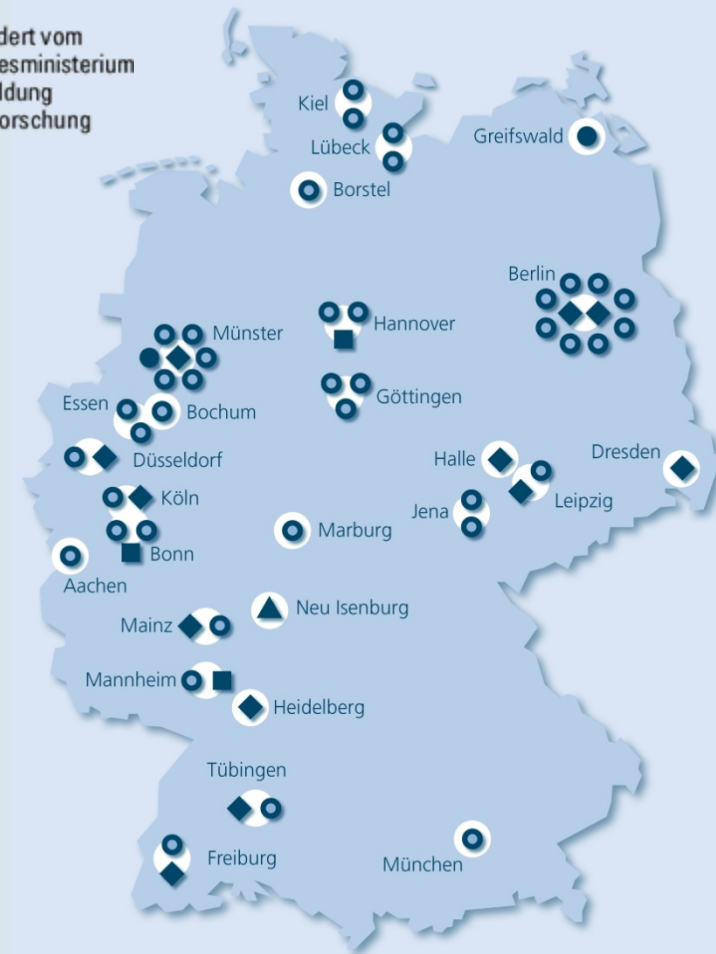 dert vom
esministerium
ldung
orschung
Kiel
Lübeck
Greifswald
Borstel
Berlin
Hannover
Münster
Göttingen
Essen
Bochum
Düsseldorf
Halle
Dresden
Leipzig
Köln
Jena
Marburg
Bonn
Aachen
Neu Isenburg
Mainz
Mannheim
Heidelberg
Tübingen
Freiburg
München